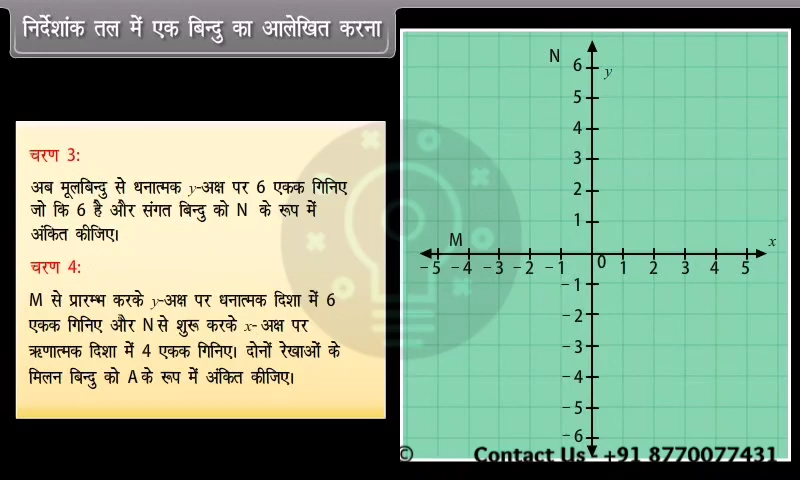 निर्देशांक तल में एक बिन्दु का आलेखित करना
चरण 3:
अब मूलबिन्दु से धनात्मक y-अक्ष पर 6 एकक गिनिए
जो कि 6 है और संगत बिन्दु को N के रूप में
अंकित कीजिए।
चरण 4:
M से प्रारम्भ करके y-अक्ष पर धनात्मक दिशा में 6
एकक गिनिए और N से शुरू करके x- अक्ष पर
ऋणात्मक दिशा में 4 एकक गिनिए। दोनों रेखाओं के
मिलन बिन्दु को A के रूप में अंकित कीजिए।
N
6
y
5
4
3
2
1
M
x
-5 -4 -3 -2 -1 0 1 2 3 4 5
-1
-2
-3
-4
-5
-6
© Contact Us - +91 8770077431